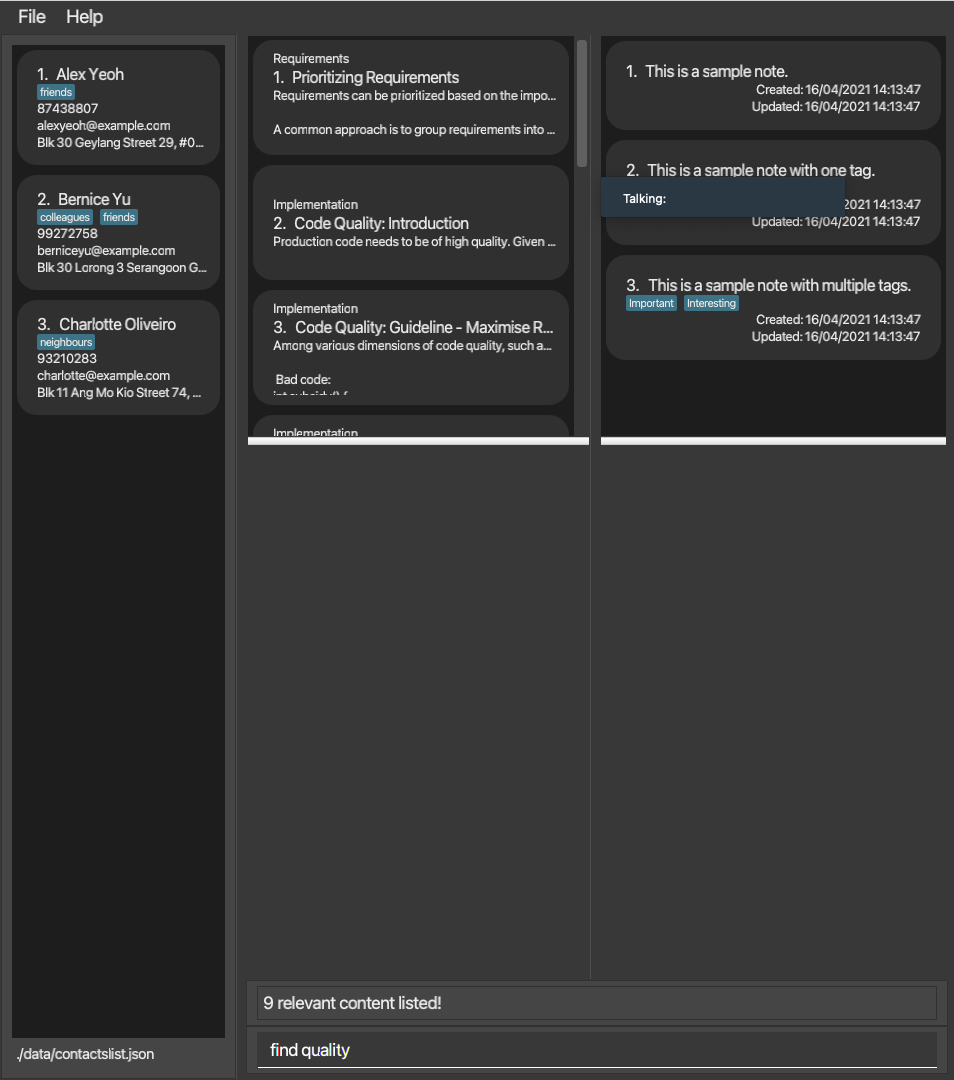 File Help
1. Alex Yeoh
friends
87438807
alexyeoh@example.com
Blk 30 Geylang Street 29, #0...
2. Bernice Yu
colleagues friends
99272758
berniceyu@example.com
Blk 30 Lorong 3 Serangoon G...
3. Charlotte Oliveiro
neighbours
93210283
charlotte@example.com
Blk 11 Ang Mo Kio Street 74, ...
./data/contactslist.json
Requirements
1. Prioritizing Requirements
Requirements can be prioritized based on the impo...
A common approach is to group requirements into ...
Implementation
2. Code Quality: Introduction
Production code needs to be of high quality. Given ...
Implementation
3. Code Quality: Guideline - Maximise R...
Among various dimensions of code quality, such a...
Bad code:
Implementation
1. This is a sample note.
Created: 16/04/2021 14:13:47
Updated: 16/04/2021 14:13:47
2. This is a sample note with one tag.
Talking:
/04/2021 14:13:47
Updated: 16/04/2021 14:13:47
3. This is a sample note with multiple tags.
Important Interesting
Created: 16/04/2021 14:13:47
Updated: 16/04/2021 14:13:47
9 relevant content listed!
find quality